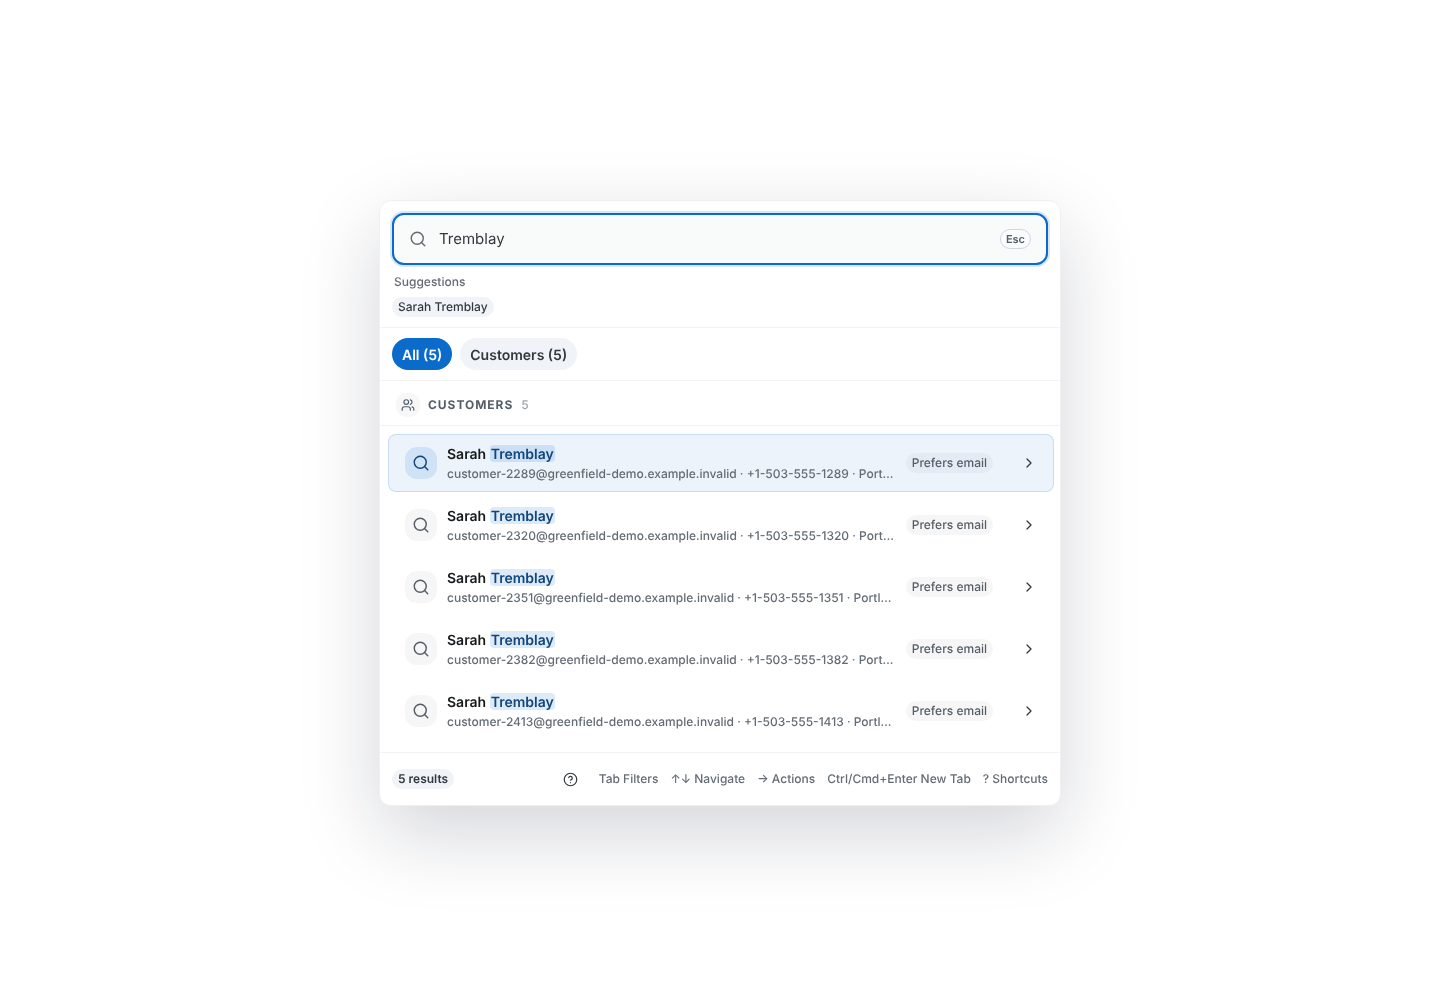 Tremblay Esc
Suggestions
Sarah Tremblay
All (5) Customers (5)
CUSTOMERS 5
Sarah Tremblay
customer-2289@greenfield-demo.example.invalid · +1-503-555-1289 · Port... Prefers email
Sarah Tremblay
customer-2320@greenfield-demo.example.invalid · +1-503-555-1320 · Port... Prefers email
Sarah Tremblay
customer-2351@greenfield-demo.example.invalid · +1-503-555-1351 · Portl... Prefers email
Sarah Tremblay
customer-2382@greenfield-demo.example.invalid · +1-503-555-1382 · Port... Prefers email
Sarah Tremblay
customer-2413@greenfield-demo.example.invalid · +1-503-555-1413 · Portl... Prefers email
5 results ? Tab Filters ↑↓ Navigate → Actions Ctrl/Cmd+Enter New Tab ? Shortcuts